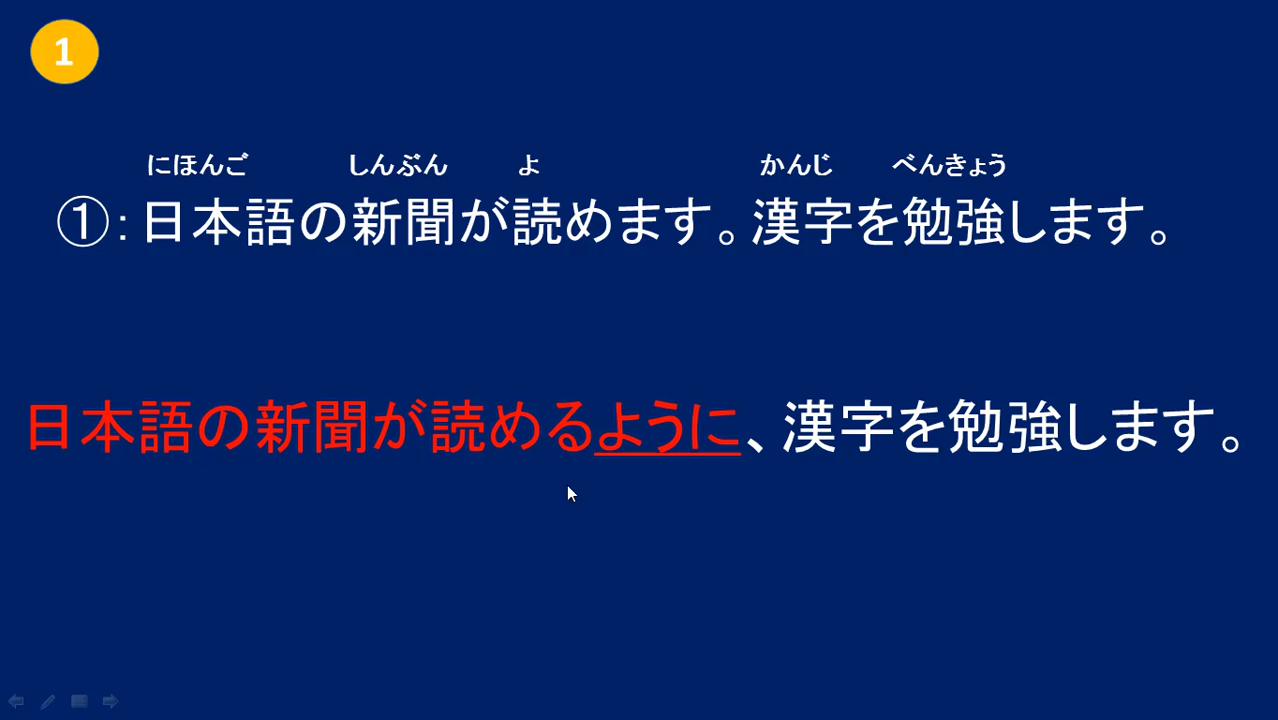 1
にほんご しんぶん よ かんじ べんきょう
①:日本語の新聞が読めます。漢字を勉強します。
日本語の新聞が読めるように、漢字を勉強します。